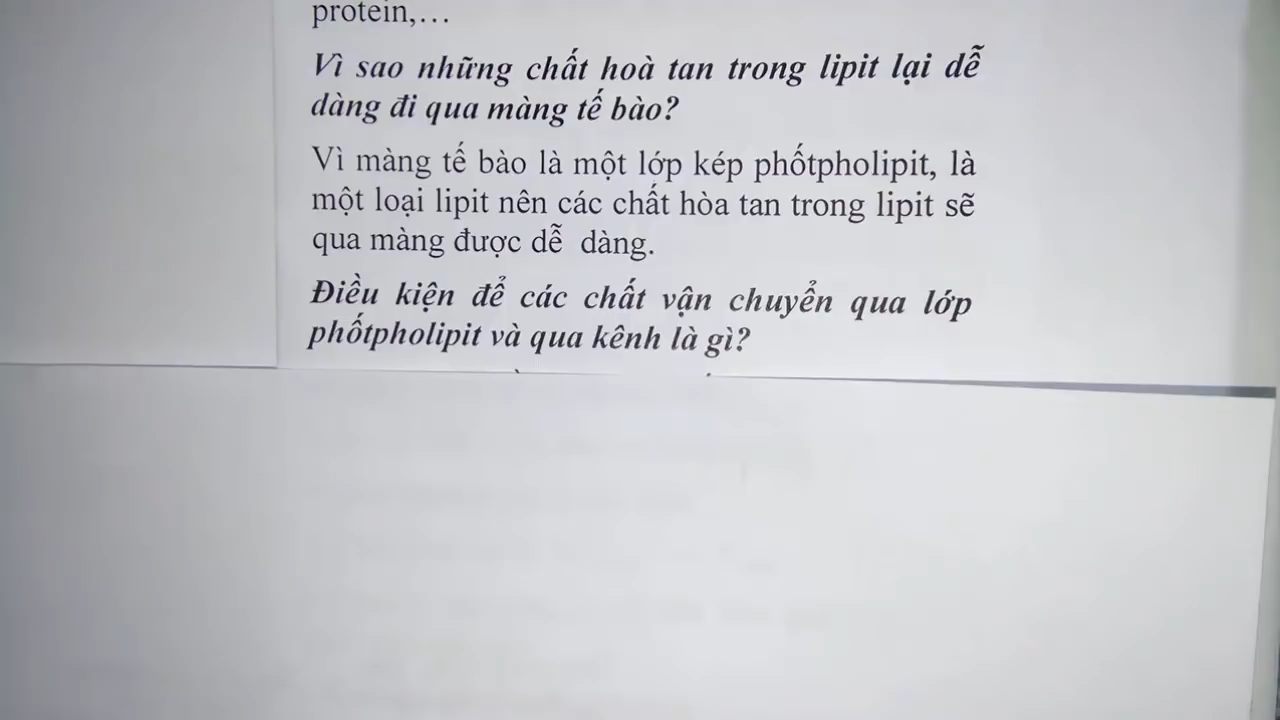 protein,...
Vì sao những chất hoà tan trong lipit lại dễ
dàng đi qua màng tế bào?
Vì màng tế bào là một lớp kép phốtpholipit, là
một loại lipit nên các chất hòa tan trong lipit sẽ
qua màng được dễ dàng.
Điều kiện để các chất vận chuyển qua lớp
phốtpholipit và qua kênh là gì?